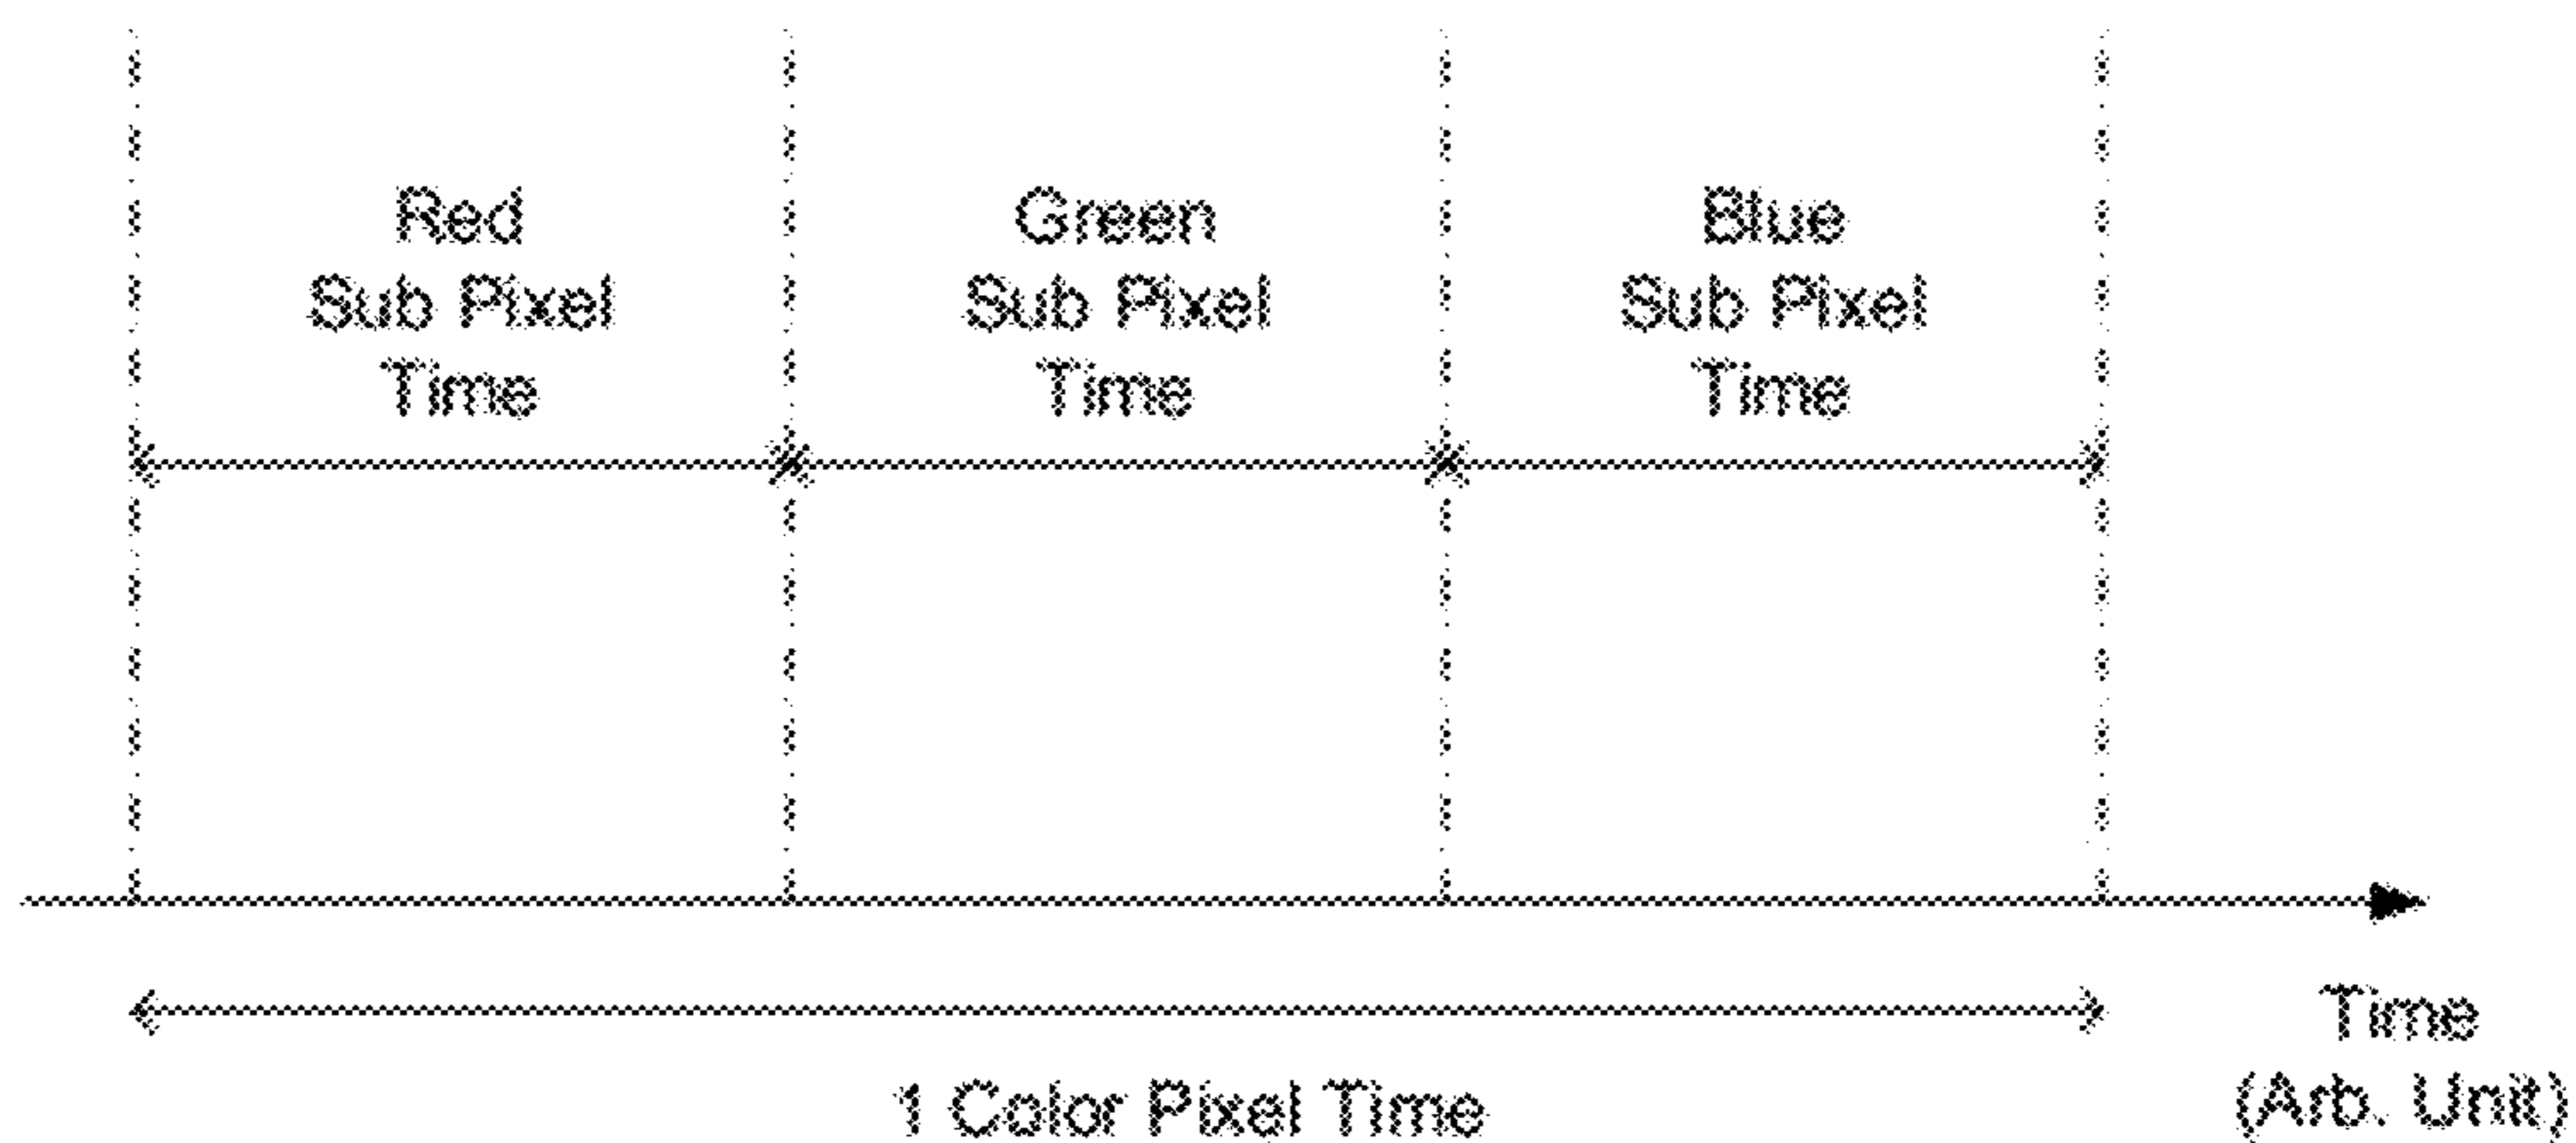 Red
Sub Pixel
Time
Green
Sub Pixel
Time
Blue
Sub Pixel
Time
Time
(Arb. Unit)
1 Color Pixel Time